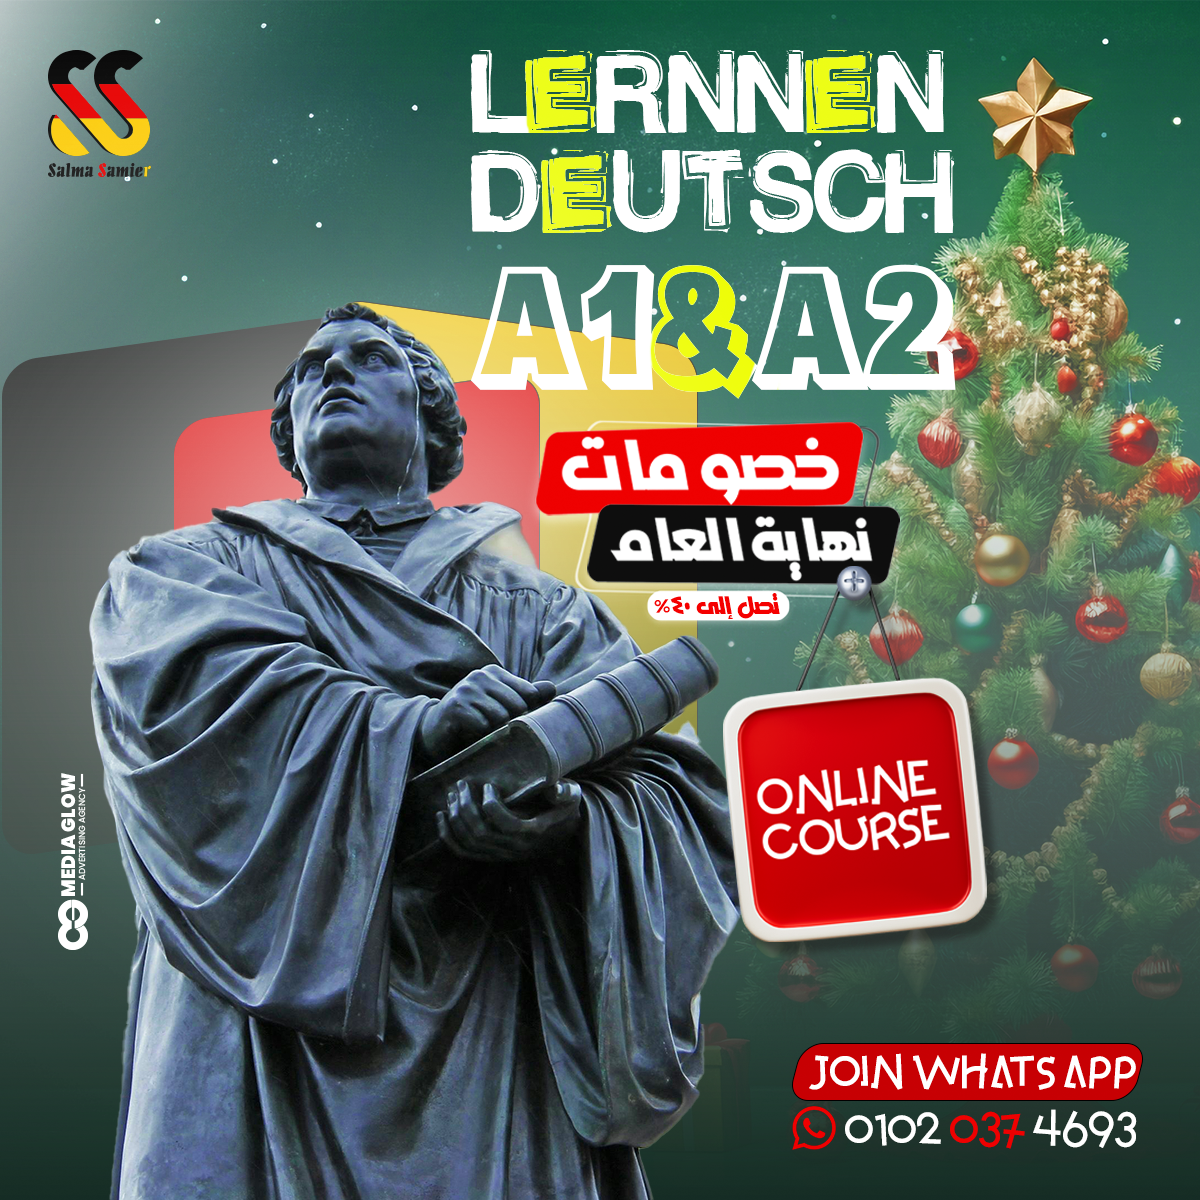 Salma Samier
LERNNEN
DEUTSCH
A1&A2
خصومات
نهاية العام
تصل إلى ٤٠%
ONLINE
COURSE
MEDIA GLOW
— ADVERTISING AGENCY —
JOIN WHATS APP
0102 037 4693